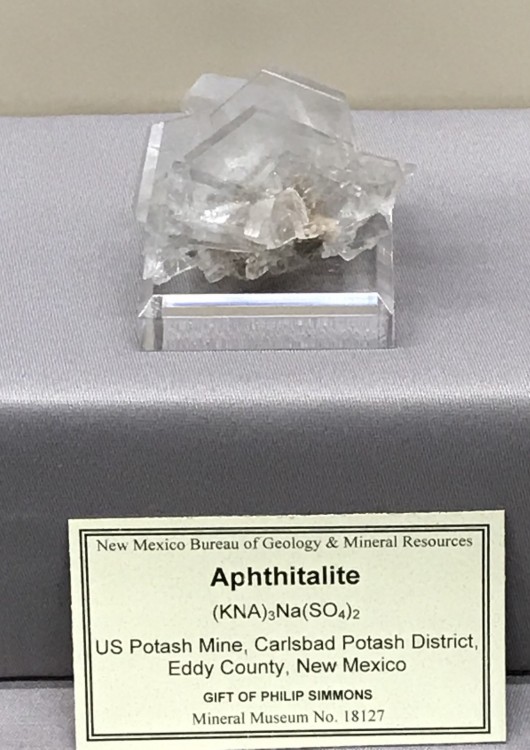 New Mexico Bureau of Geology & Mineral Resources
Aphthitalite
(KNA)₃Na(SO₄)₂
US Potash Mine, Carlsbad Potash District,
Eddy County, New Mexico
GIFT OF PHILIP SIMMONS
Mineral Museum No. 18127